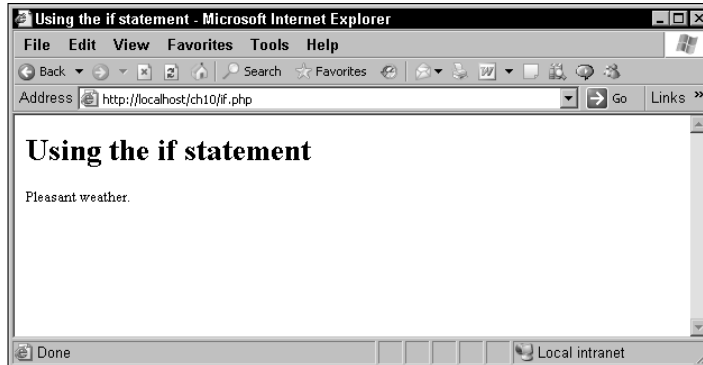 Using the if statement - Microsoft Internet Explorer
File Edit View Favorites Tools Help
Back Search Favorites
Address http://localhost/ch10/if.php Go Links »
Using the if statement
Pleasant weather.
Done Local intranet